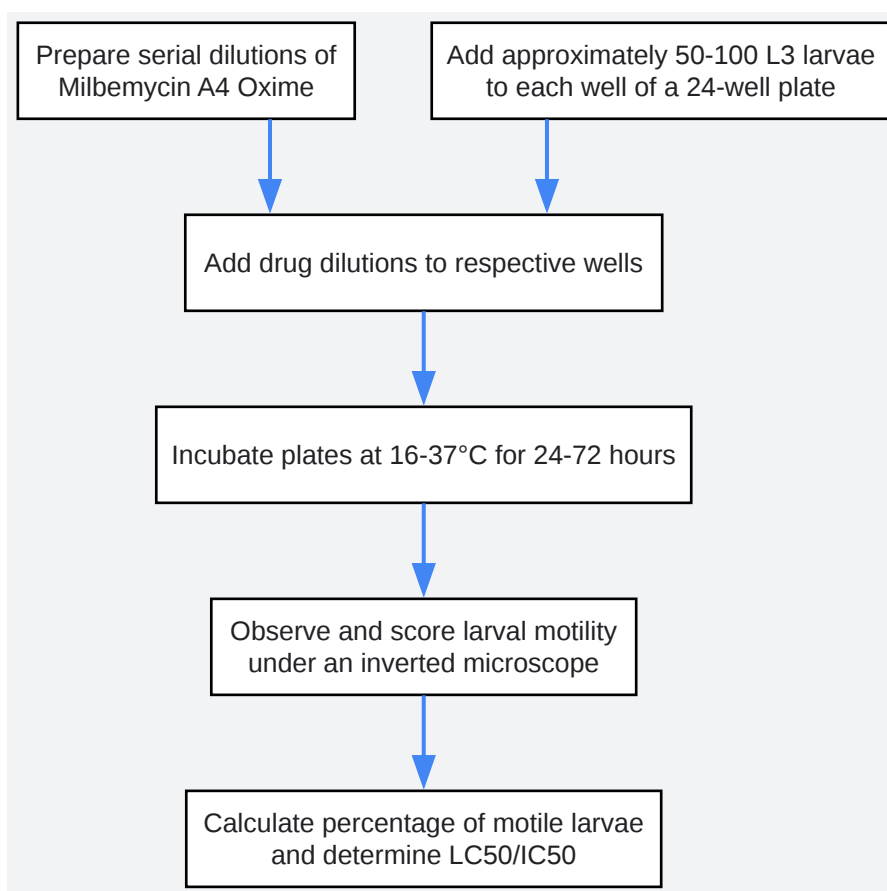 Prepare serial dilutions of
Milbemycin A4 Oxime
Add approximately 50-100 L3 larvae
to each well of a 24-well plate
Add drug dilutions to respective wells
Incubate plates at 16-37°C for 24-72 hours
Observe and score larval motility
under an inverted microscope
Calculate percentage of motile larvae
and determine LC50/IC50